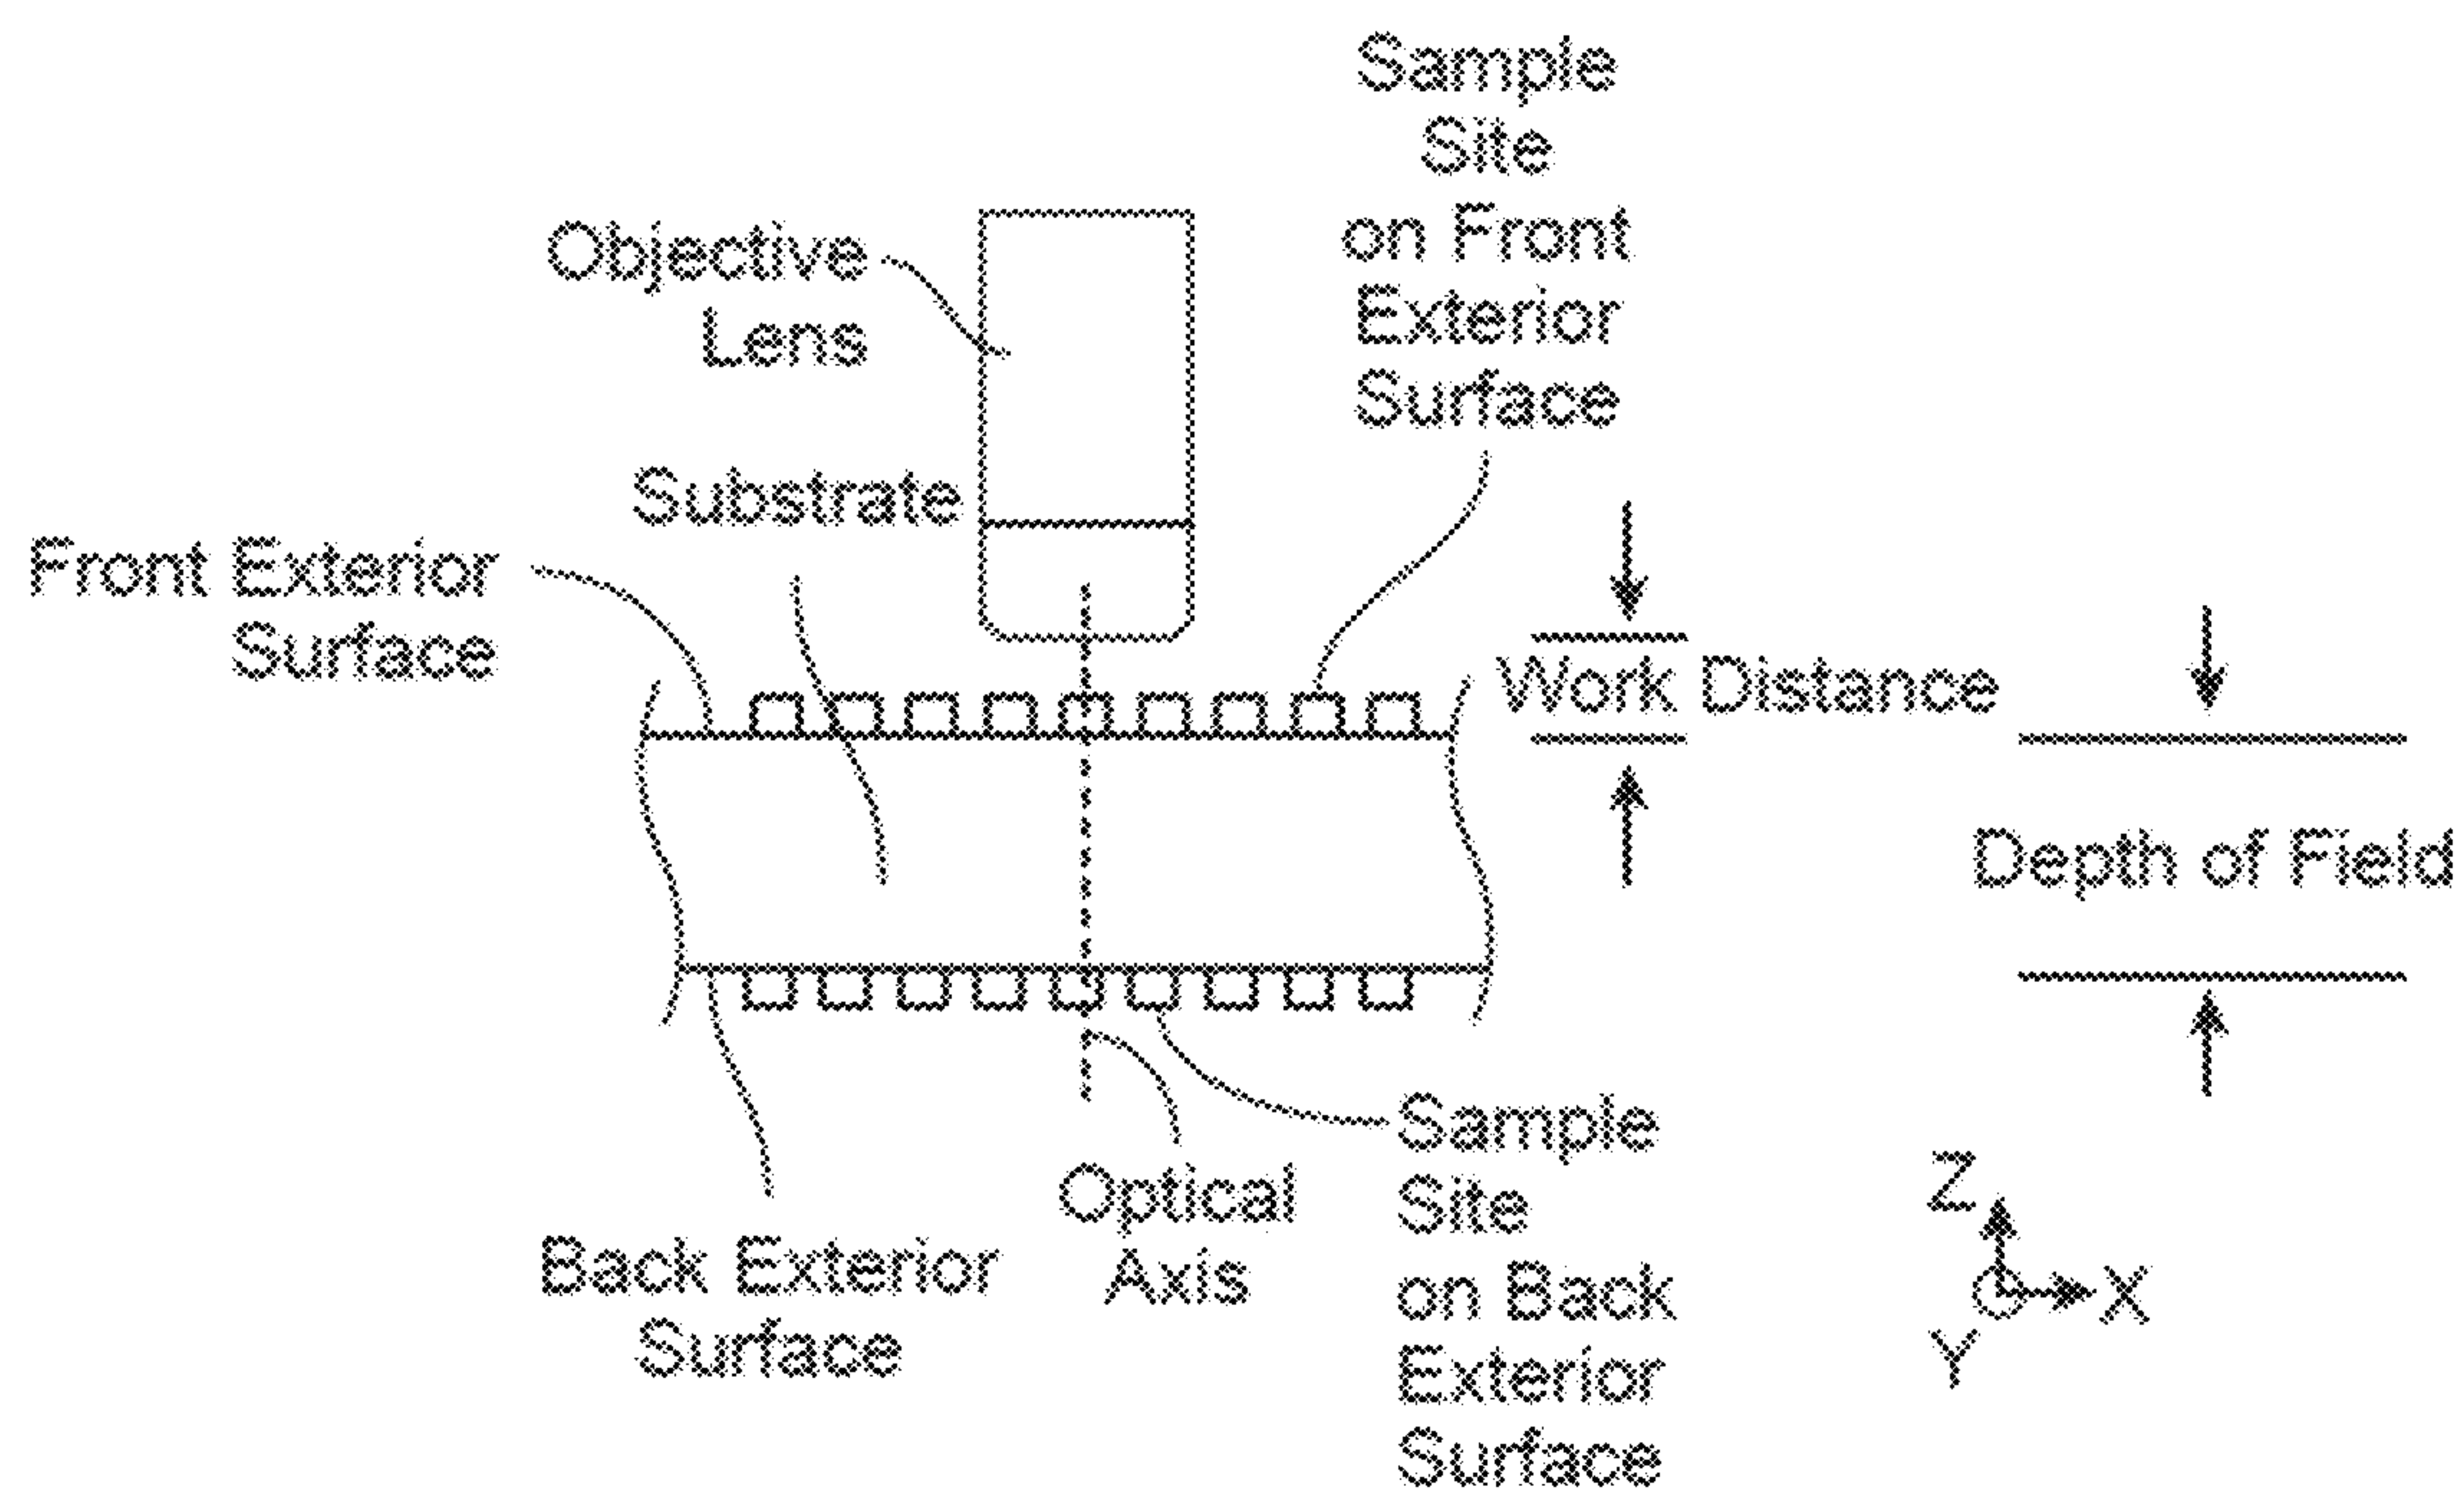 Sample
Site
on Front
Exterior
Surface
Objective
Lens
Substrate
Front Exterior
Surface
Work Distance
Depth of Field
Back Exterior
Surface
Optical
Axis
Sample
Site
on Back
Exterior
Surface
Z
X
Y